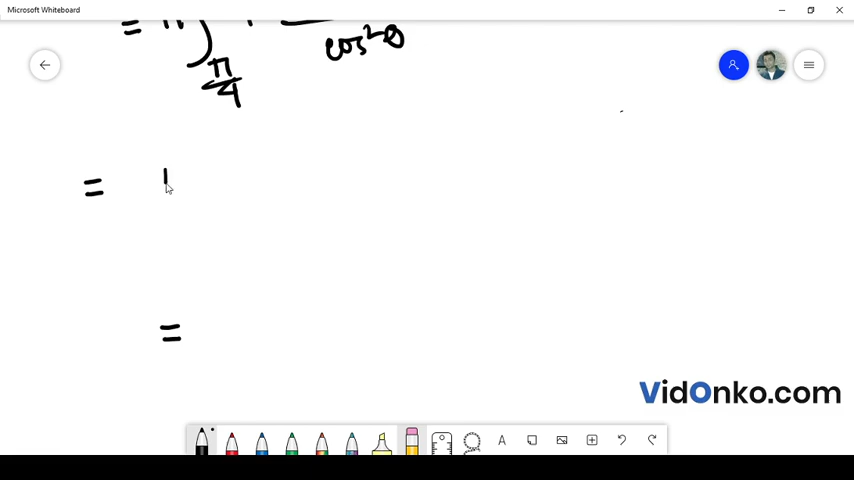 Microsoft Whiteboard
= π ∫
cos²θ
π/4
=
=
VidOnko.com
A